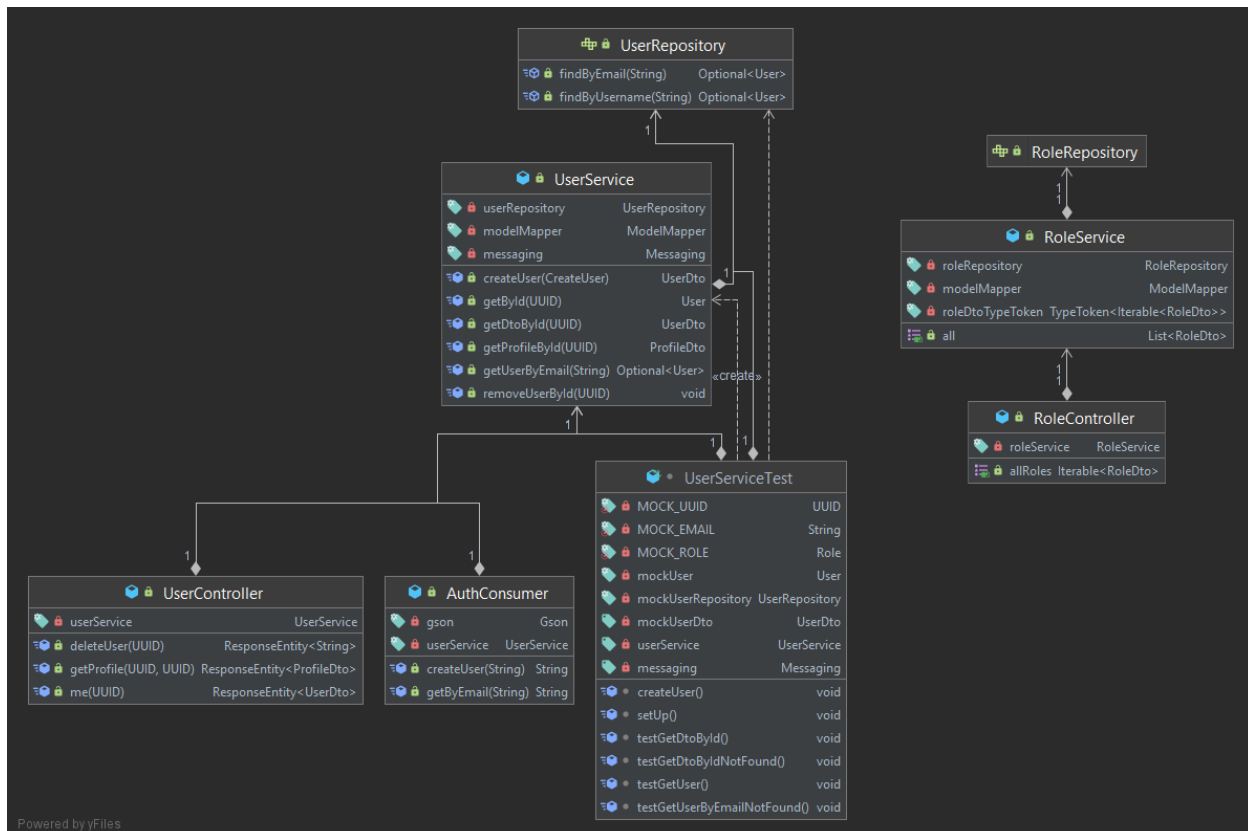 UserRepository
findByEmail(String) Optional<User>
findByUsername(String) Optional<User>
1
UserService
userRepository UserRepository
modelMapper ModelMapper
messaging Messaging
createUser(CreateUser) UserDto
getById(UUID) User
getDtoById(UUID) UserDto
getProfileById(UUID) ProfileDto
getUserByEmail(String) Optional<User>
removeUserById(UUID) void
1
«create»
1
1
1
RoleRepository
1
1
RoleService
roleRepository RoleRepository
modelMapper ModelMapper
roleDtoTypeToken TypeToken<Iterable<RoleDto>>
all List<RoleDto>
1
1
RoleController
roleService RoleService
allRoles Iterable<RoleDto>
UserServiceTest
MOCK_UUID UUID
MOCK_EMAIL String
MOCK_ROLE Role
mockUser User
mockUserRepository UserRepository
mockUserDto UserDto
userService UserService
messaging Messaging
createUser() void
setUp() void
testGetDtoById() void
testGetDtoByIdNotFound() void
testGetUser() void
testGetUserByEmailNotFound() void
1
UserController
userService UserService
deleteUser(UUID) ResponseEntity<String>
getProfile(UUID, UUID) ResponseEntity<ProfileDto>
me(UUID) ResponseEntity<UserDto>
1
AuthConsumer
gson Gson
userService UserService
createUser(String) String
getByEmail(String) String
Powered by yFiles